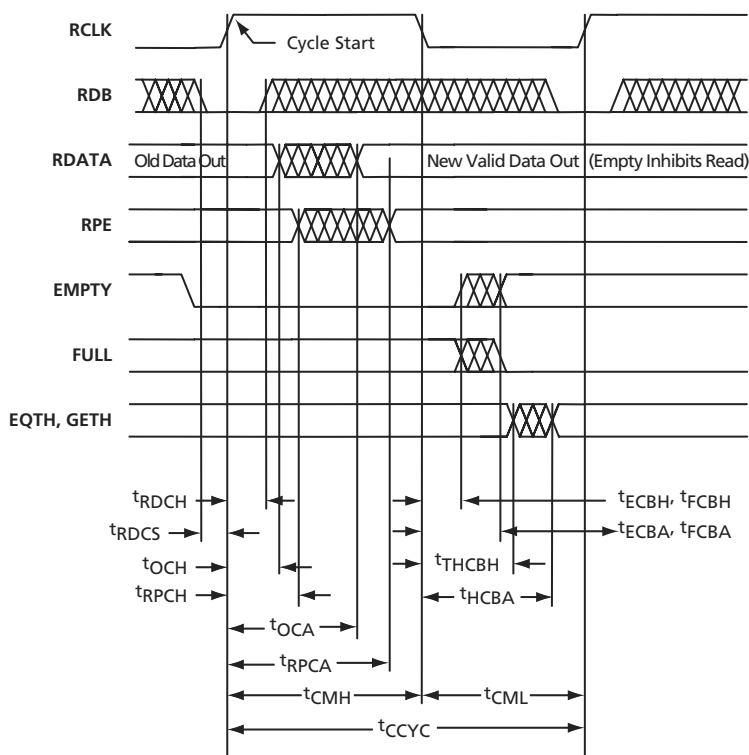 RCLK
Cycle Start
RDB
RDATA Old Data Out New Valid Data Out (Empty Inhibits Read)
RPE
EMPTY
FULL
EQTH, GETH
tRDCH tECBH, tFCBH
tRDCS tECBA, tFCBA
tOCH tTHCBH
tRPCH tHCBA
tOCA
tRPCA
tCMH tCML
tCCYC